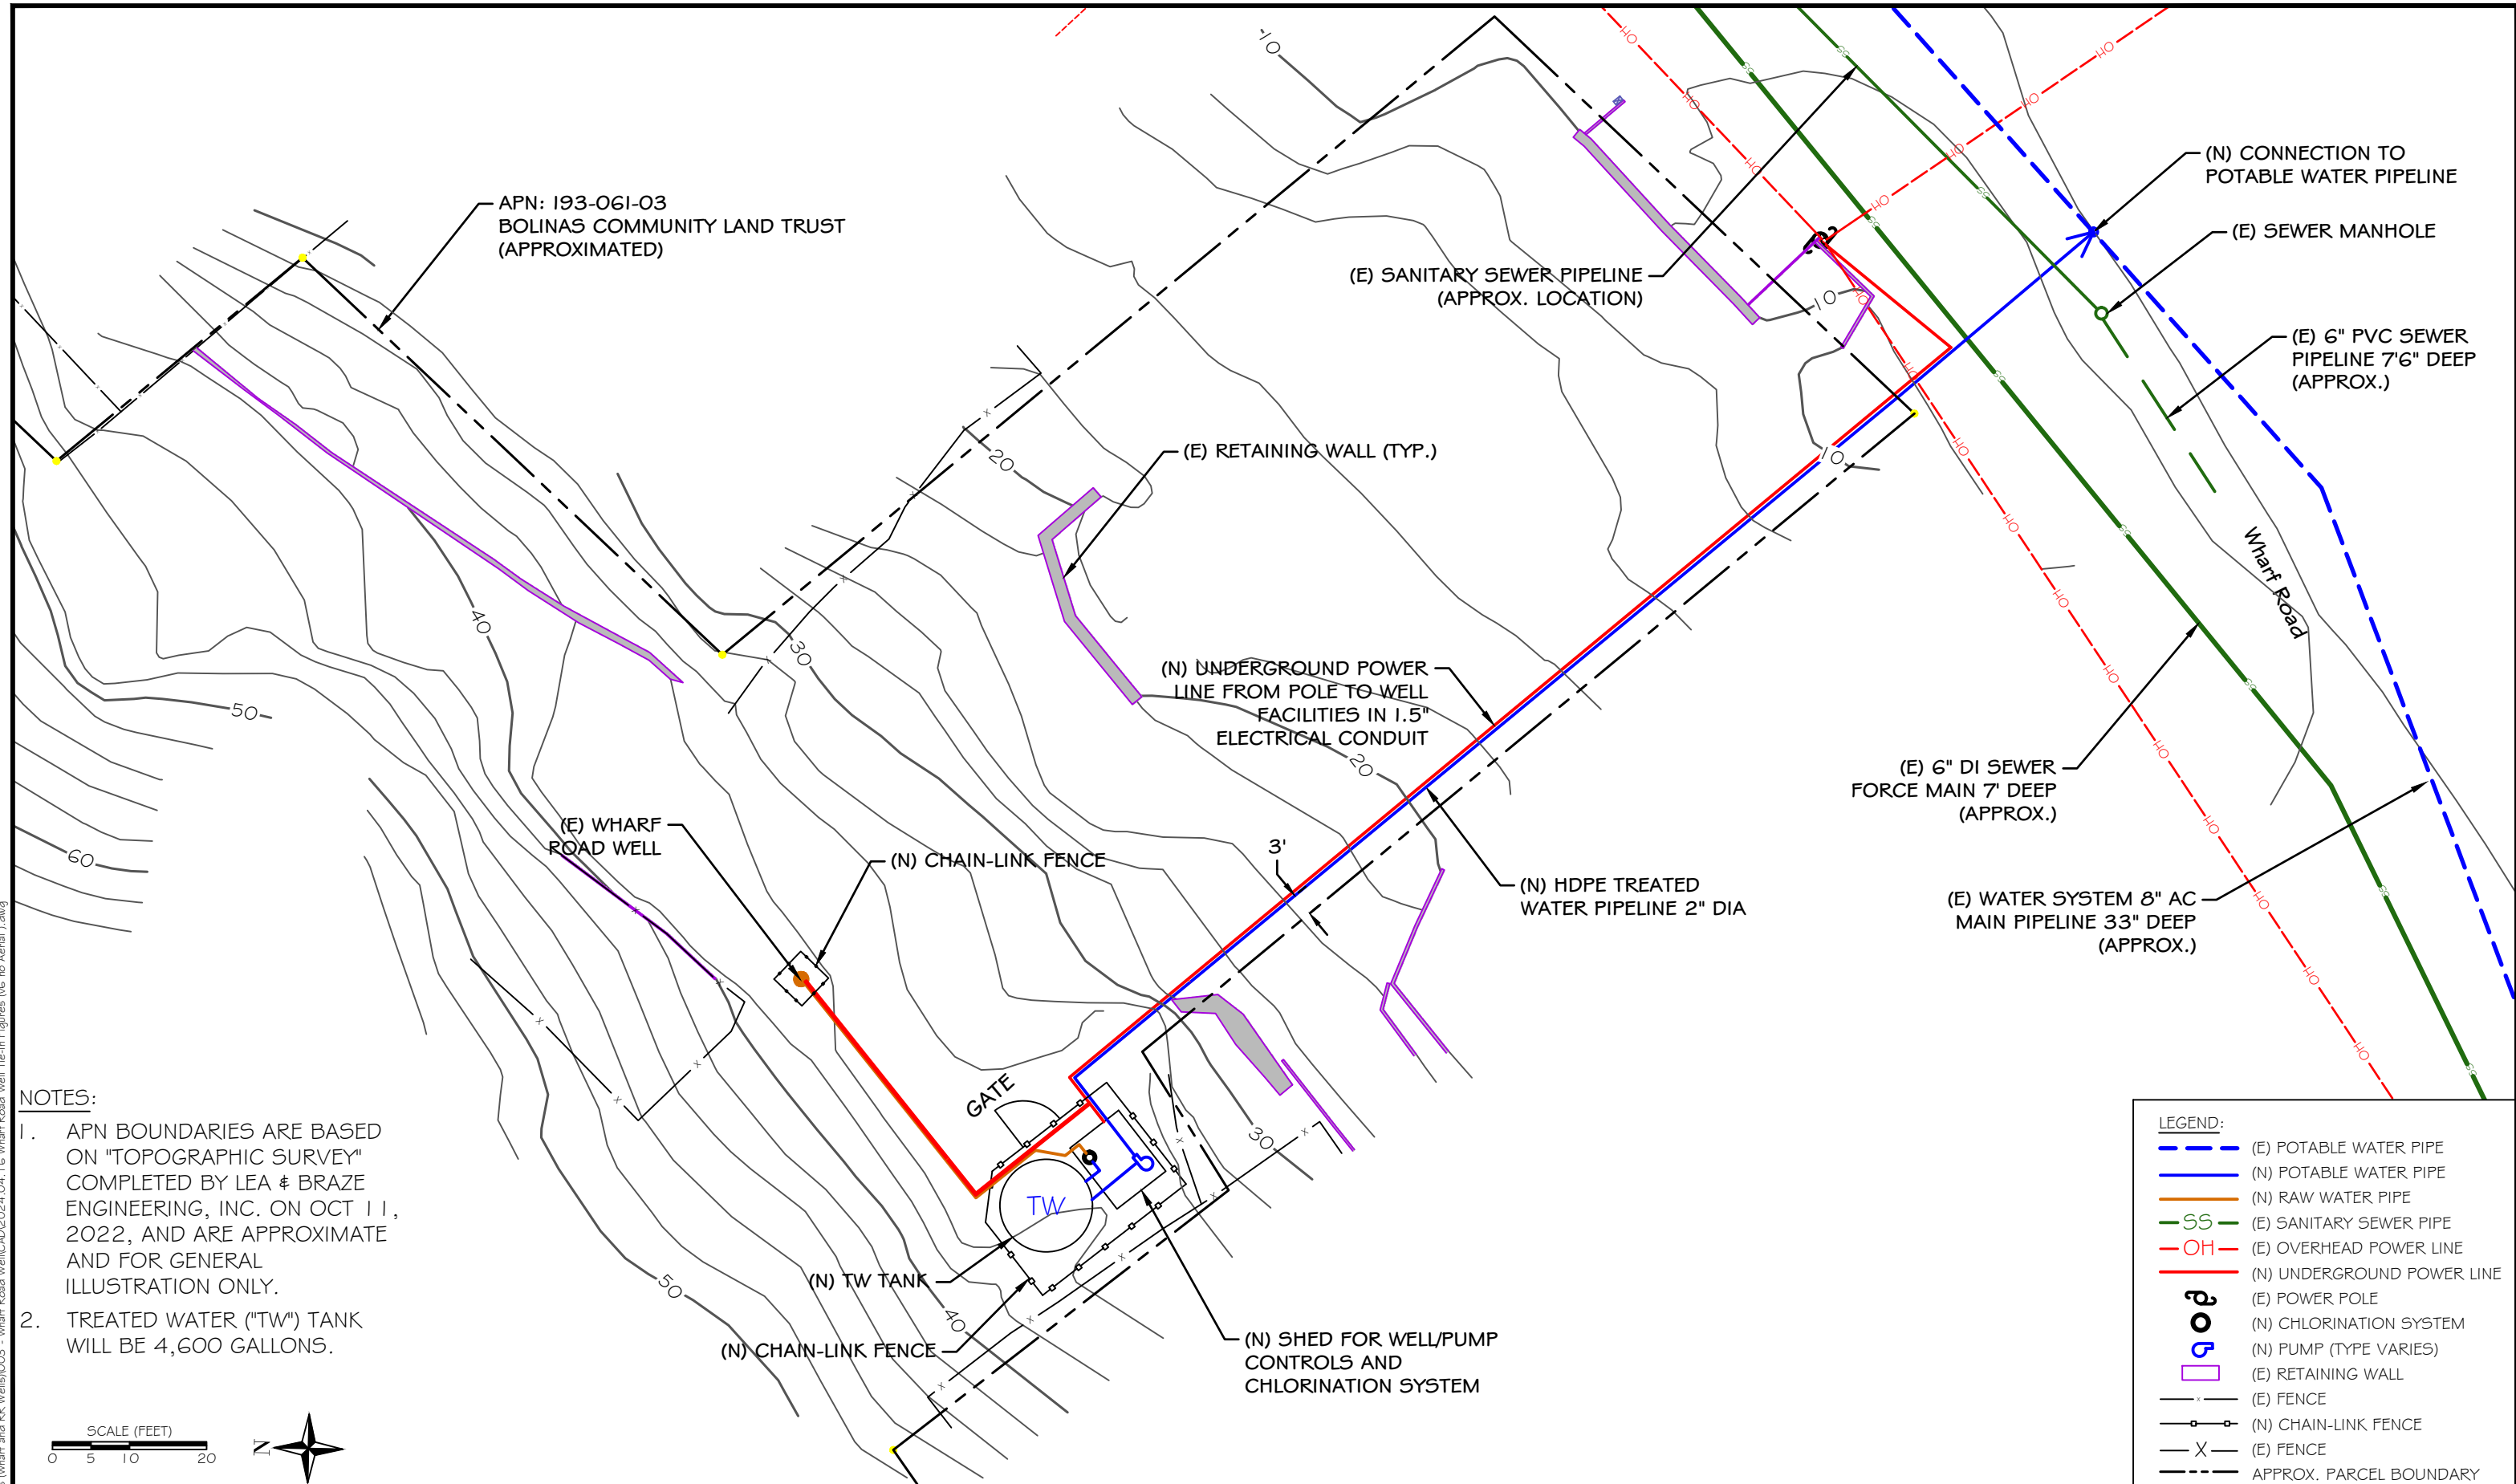 APN: 193-061-03
BOLINAS COMMUNITY LAND TRUST
(APPROXIMATED)
(N) CONNECTION TO
POTABLE WATER PIPELINE
(E) SEWER MANHOLE
(E) SANITARY SEWER PIPELINE
(APPROX. LOCATION)
(E) 6" PVC SEWER
PIPELINE 7'6" DEEP
(APPROX.)
(E) RETAINING WALL (TYP.)
Wharf Road
(N) UNDERGROUND POWER
LINE FROM POLE TO WELL
FACILITIES IN 1.5"
ELECTRICAL CONDUIT
(E) 6" DI SEWER
FORCE MAIN 7' DEEP
(APPROX.)
(E) WHARF
ROAD WELL
(N) CHAIN-LINK FENCE
3'
(N) HDPE TREATED
WATER PIPELINE 2" DIA
(E) WATER SYSTEM 8" AC
MAIN PIPELINE 33" DEEP
(APPROX.)
GATE
TW
(N) TW TANK
(N) CHAIN-LINK FENCE
(N) SHED FOR WELL/PUMP
CONTROLS AND
CHLORINATION SYSTEM
10
10
10
20
20
30
30
40
40
50
50
60
OH
SS
NOTES:
1. APN BOUNDARIES ARE BASED
ON "TOPOGRAPHIC SURVEY"
COMPLETED BY LEA & BRAZE
ENGINEERING, INC. ON OCT 11,
2022, AND ARE APPROXIMATE
AND FOR GENERAL
ILLUSTRATION ONLY.
2. TREATED WATER ("TW") TANK
WILL BE 4,600 GALLONS.
SCALE (FEET)
0 5 10 20
N
LEGEND:
(E) POTABLE WATER PIPE
(N) POTABLE WATER PIPE
(N) RAW WATER PIPE
SS (E) SANITARY SEWER PIPE
OH (E) OVERHEAD POWER LINE
(N) UNDERGROUND POWER LINE
(E) POWER POLE
(N) CHLORINATION SYSTEM
(N) PUMP (TYPE VARIES)
(E) RETAINING WALL
x (E) FENCE
(N) CHAIN-LINK FENCE
X (E) FENCE
APPROX. PARCEL BOUNDARY